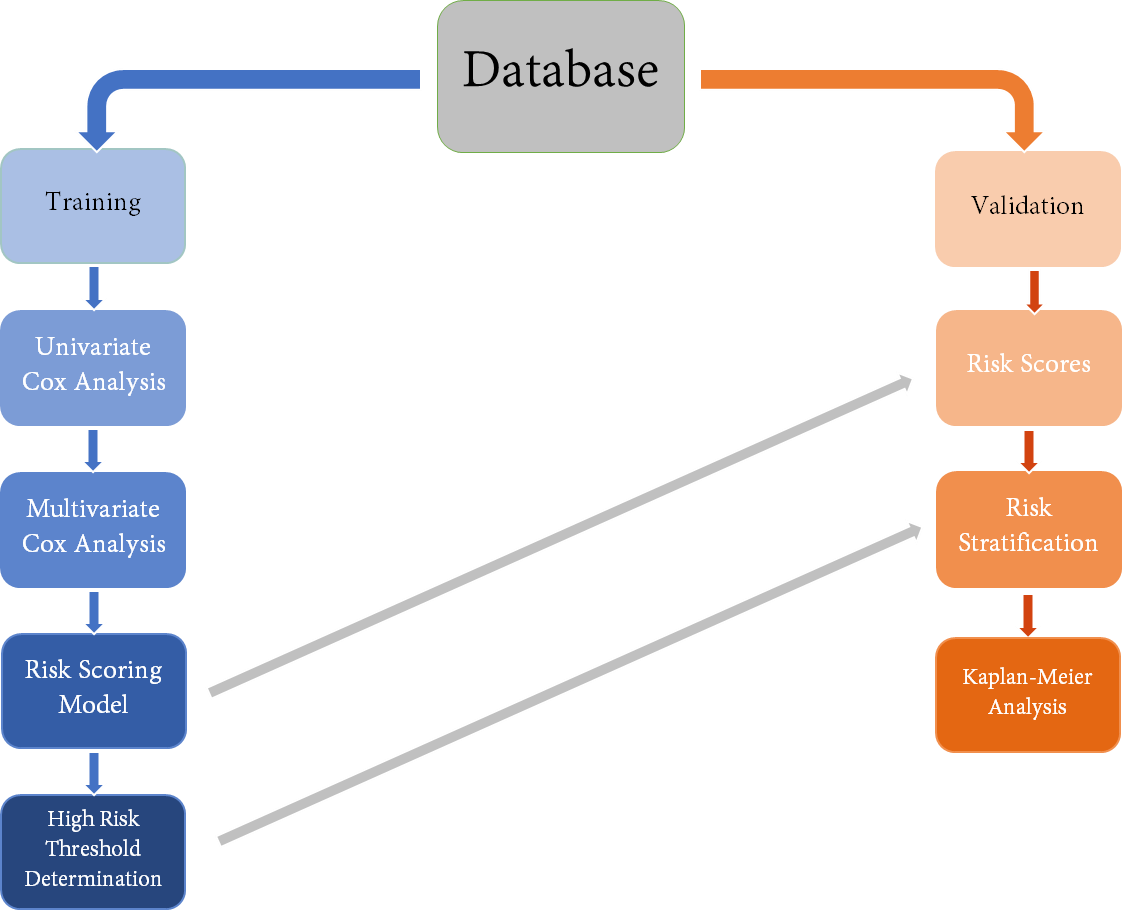 Database
Training
Univariate
Cox Analysis
Multivariate
Cox Analysis
Risk Scoring
Model
High Risk
Threshold
Determination
Validation
Risk Scores
Risk
Stratification
Kaplan-Meier
Analysis